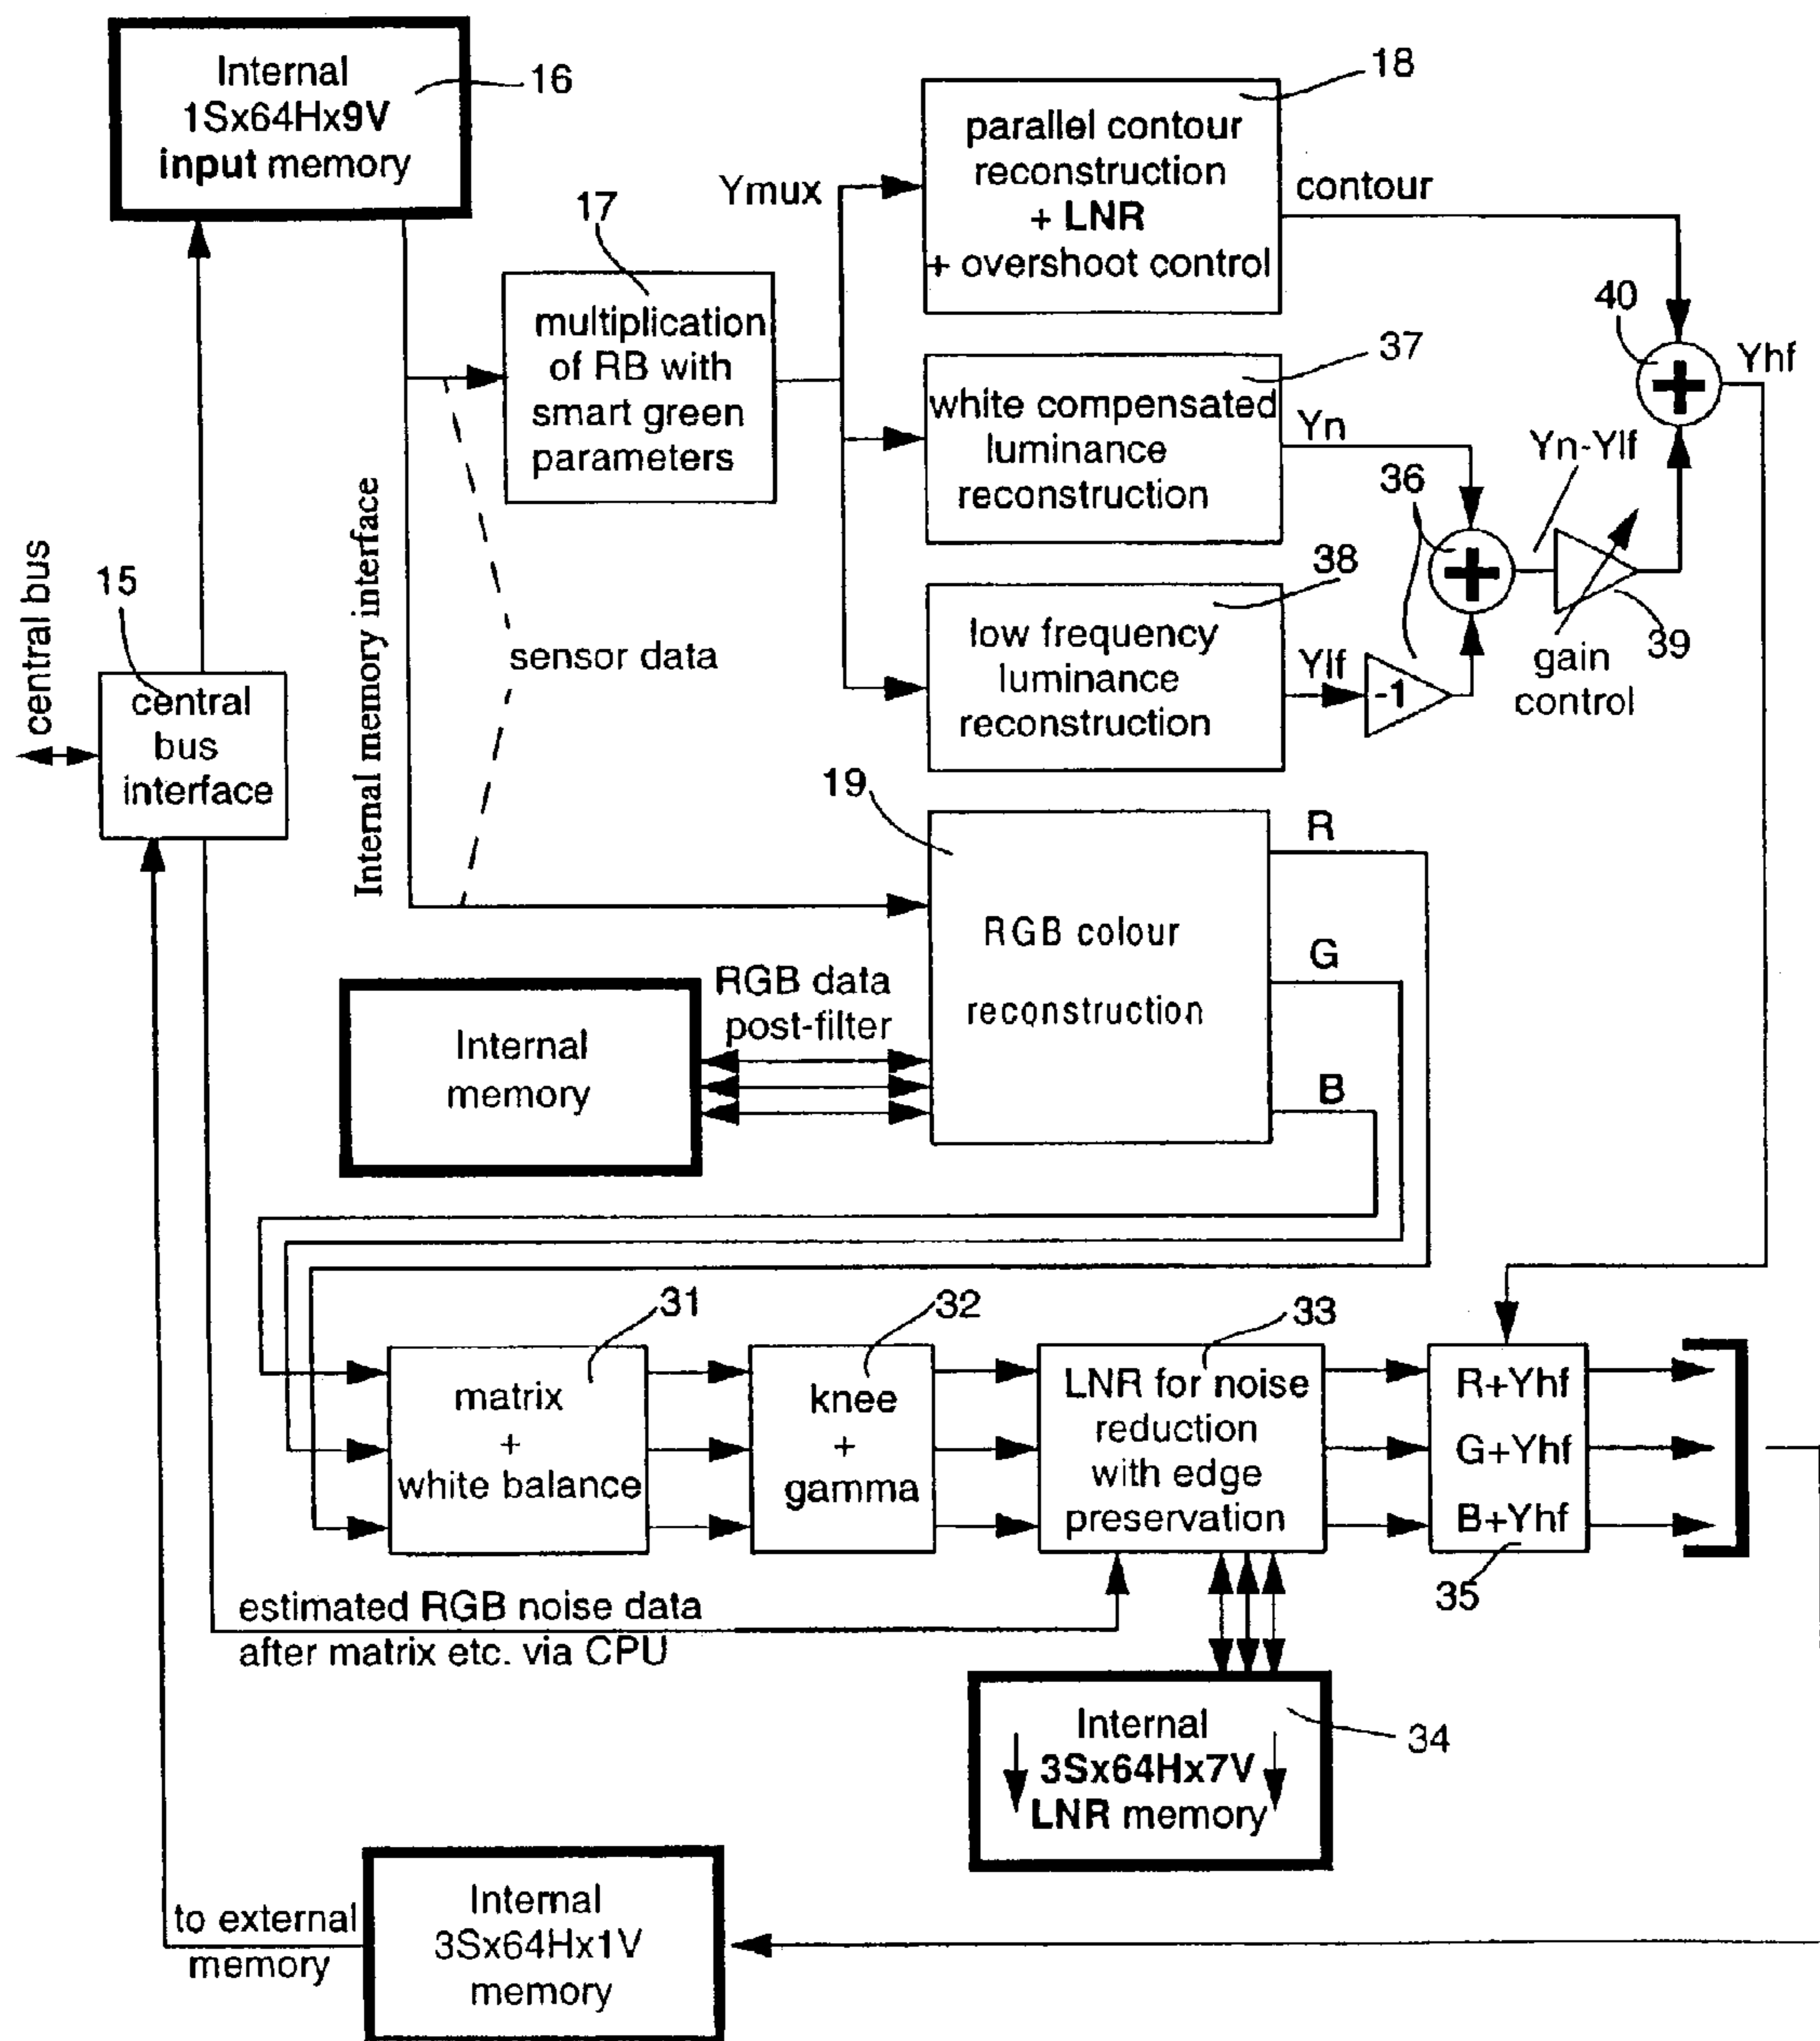 Internal
1Sx64Hx9V
input memory
16
18
parallel contour
reconstruction
+ LNR
+ overshoot control
contour
Ymux
17
multiplication
of RB with
smart green
parameters
40
Yhf
37
white compensated
luminance
reconstruction
Yn
Yn-Ylf
36
38
low frequency
luminance
reconstruction
Ylf
-1
39
gain
control
central bus
15
central
bus
interface
Internal memory interface
sensor data
19
RGB colour
reconstruction
R
G
B
RGB data
post-filter
Internal
memory
31
matrix
+
white balance
32
knee
+
gamma
33
LNR for noise
reduction
with edge
preservation
R+Yhf
G+Yhf
B+Yhf
35
estimated RGB noise data
after matrix etc. via CPU
Internal
3Sx64Hx7V
LNR memory
34
to external
memory
Internal
3Sx64Hx1V
memory